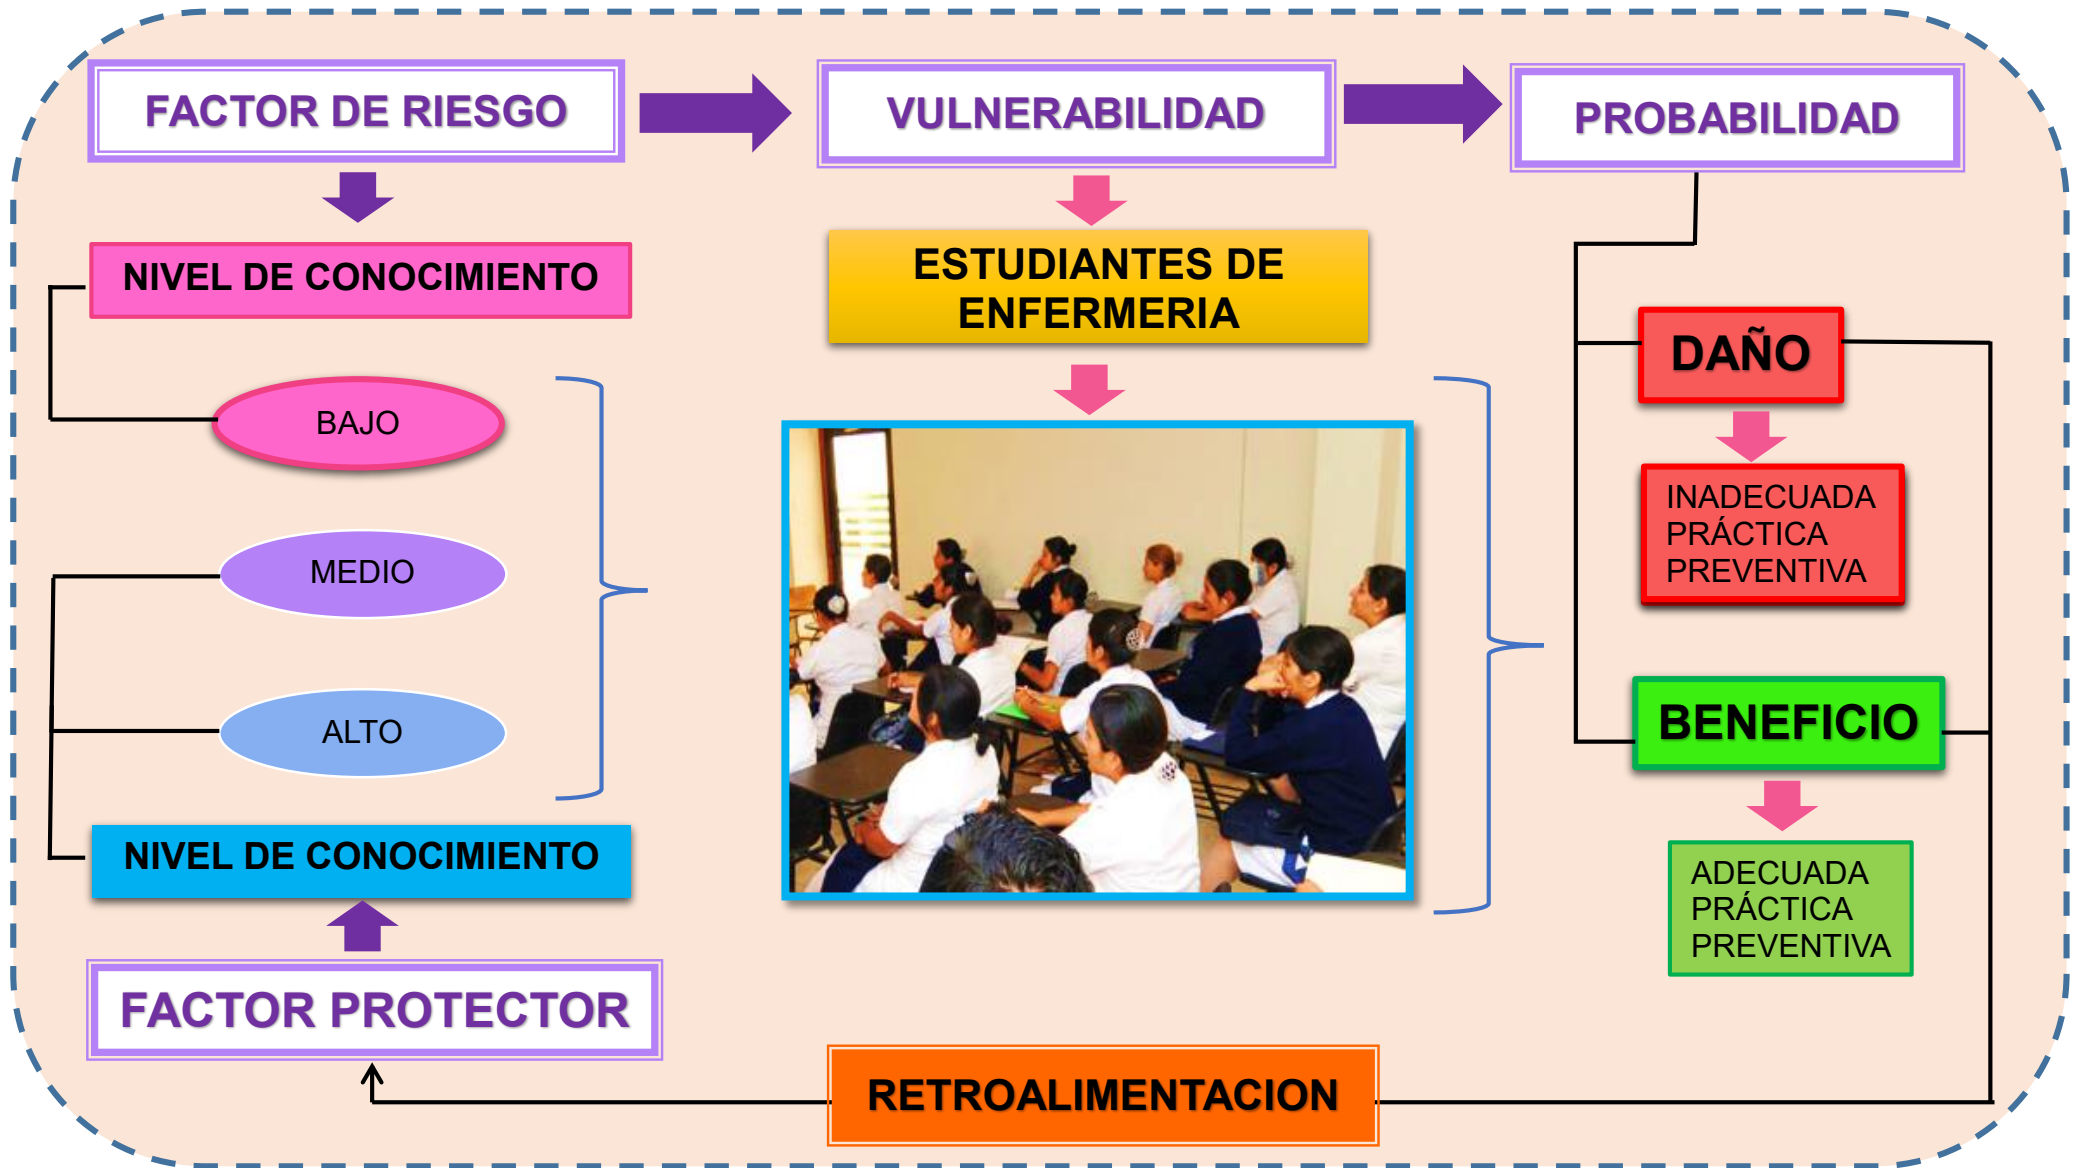 FACTOR DE RIESGO
VULNERABILIDAD
PROBABILIDAD
NIVEL DE CONOCIMIENTO
BAJO
MEDIO
ALTO
NIVEL DE CONOCIMIENTO
FACTOR PROTECTOR
ESTUDIANTES DE
ENFERMERIA
DAÑO
INADECUADA
PRÁCTICA
PREVENTIVA
BENEFICIO
ADECUADA
PRÁCTICA
PREVENTIVA
RETROALIMENTACION